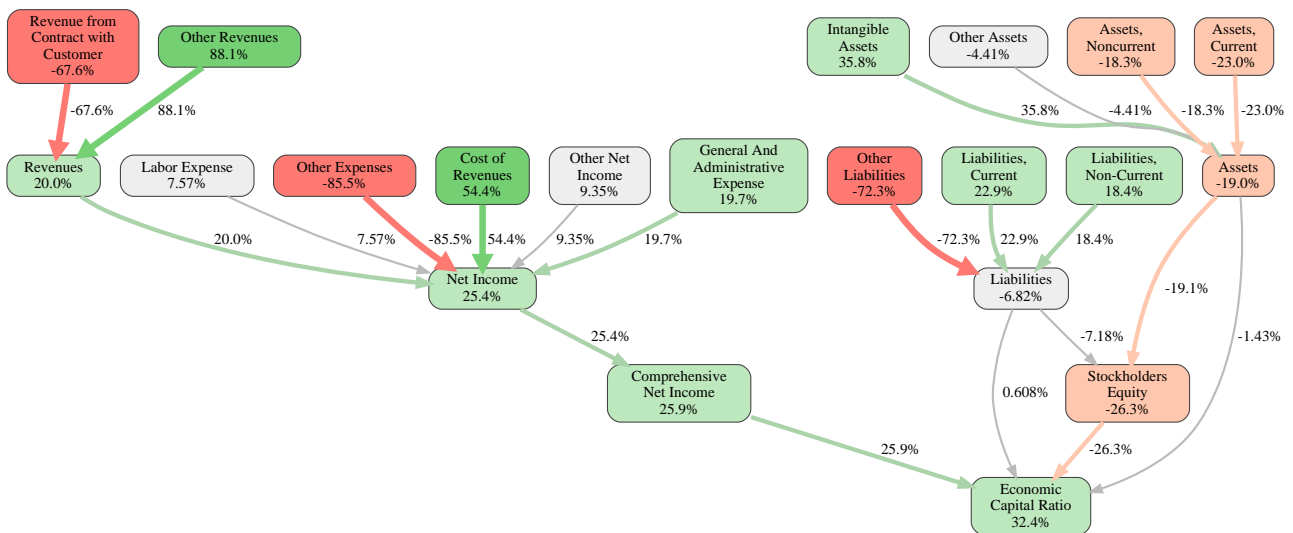 Revenue from
Contract with
Customer
-67.6%
Other Revenues
88.1%
Intangible
Assets
35.8%
Other Assets
-4.41%
Assets,
Noncurrent
-18.3%
Assets,
Current
-23.0%
-67.6%
88.1%
35.8%
-4.41%
-18.3%
-23.0%
Revenues
20.0%
Labor Expense
7.57%
Other Expenses
-85.5%
Cost of
Revenues
54.4%
Other Net
Income
9.35%
General And
Administrative
Expense
19.7%
Other
Liabilities
-72.3%
Liabilities,
Current
22.9%
Liabilities,
Non-Current
18.4%
Assets
-19.0%
20.0%
7.57%
-85.5%
54.4%
9.35%
19.7%
-72.3%
22.9%
18.4%
Net Income
25.4%
Liabilities
-6.82%
-19.1%
25.4%
-7.18%
-1.43%
Comprehensive
Net Income
25.9%
0.608%
Stockholders
Equity
-26.3%
25.9%
-26.3%
Economic
Capital Ratio
32.4%